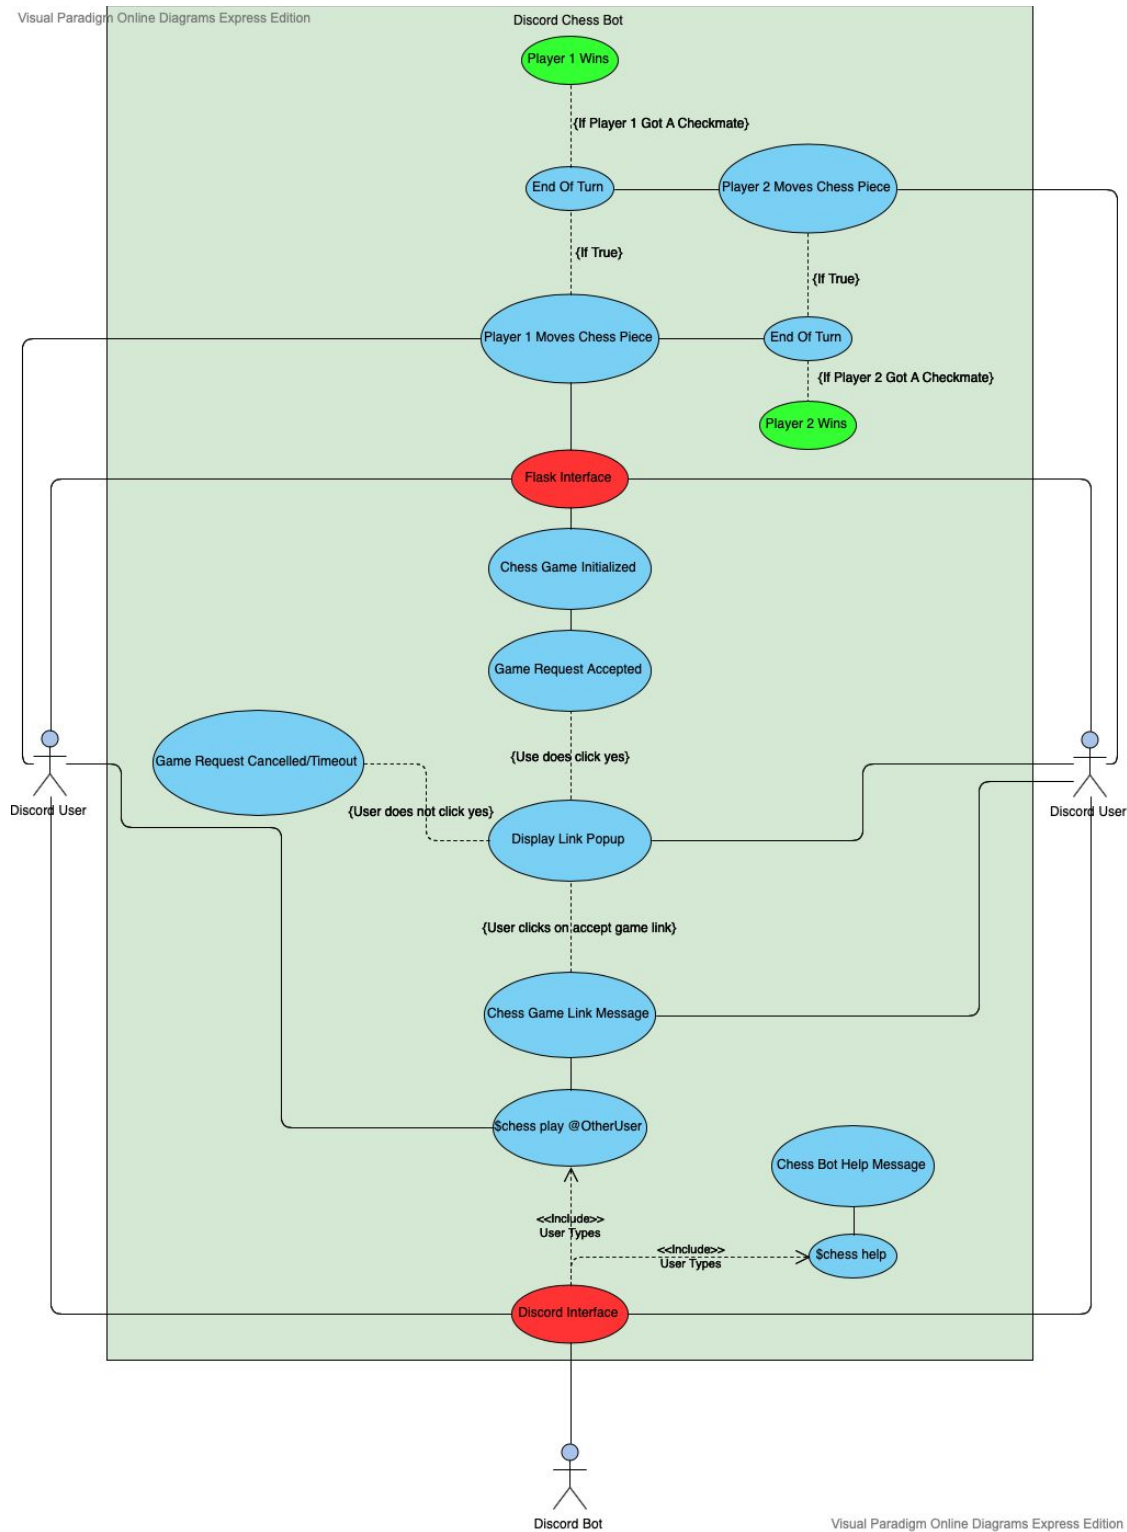 Visual Paradigm Online Diagrams Express Edition
Discord Chess Bot
Player 1 Wins
{If Player 1 Got A Checkmate}
End Of Turn
Player 2 Moves Chess Piece
{If True}
{If True}
Player 1 Moves Chess Piece
End Of Turn
{If Player 2 Got A Checkmate}
Player 2 Wins
Flask Interface
Chess Game Initialized
Game Request Accepted
{Use does click yes}
Game Request Cancelled/Timeout
{User does not click yes}
Discord User
Discord User
Display Link Popup
{User clicks on accept game link}
Chess Game Link Message
$chess play @OtherUser
Chess Bot Help Message
<<Include>>
User Types
<<Include>>
User Types
$chess help
Discord Interface
Discord Bot
Visual Paradigm Online Diagrams Express Edition